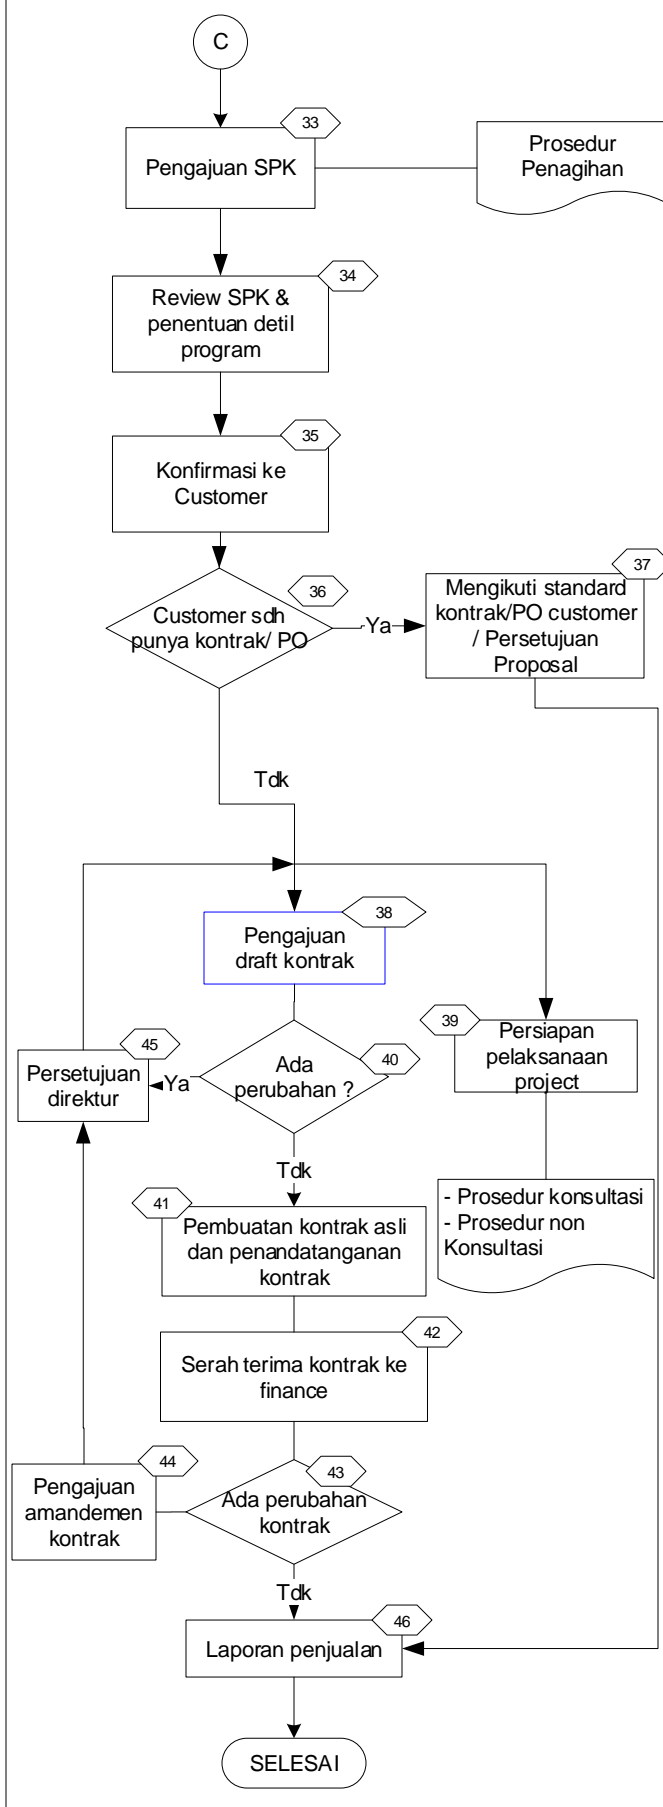 C
33
Pengajuan SPK
Prosedur
Penagihan
34
Review SPK &
penentuan detil
program
35
Konfirmasi ke
Customer
36
Customer sdh
punya kontrak/ PO
Ya
37
Mengikuti standard
kontrak/PO customer
/ Persetujuan
Proposal
Tdk
38
Pengajuan
draft kontrak
39
Persiapan
pelaksanaan
project
40
Ada
perubahan ?
Ya
45
Persetujuan
direktur
Tdk
- Prosedur konsultasi
- Prosedur non
Konsultasi
41
Pembuatan kontrak asli
dan penandatanganan
kontrak
42
Serah terima kontrak ke
finance
43
Ada perubahan
kontrak
44
Pengajuan
amandemen
kontrak
Tdk
46
Laporan penjualan
SELESAI